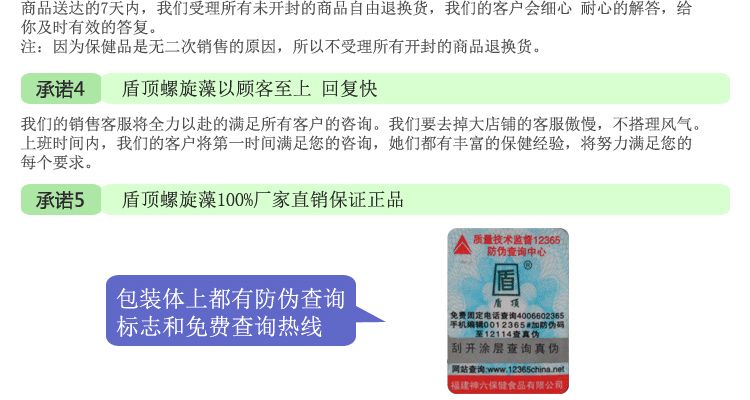 商品送达的7天内，我们受理所有未开封的商品自由退换货，我们的客户会细心 耐心的解答，给
你及时有效的答复。
注：因为保健品是无二次销售的原因，所以不受理所有开封的商品退换货。
承诺4 盾顶螺旋藻以顾客至上 回复快
我们的销售客服将全力以赴的满足所有客户的咨询。我们要去掉大店铺的客服傲慢，不搭理风气。
上班时间内，我们的客户将第一时间满足您的咨询，她们都有丰富的保健经验，将努力满足您的
每个要求。
承诺5 盾顶螺旋藻100%厂家直销保证正品
包装体上都有防伪查询
标志和免费查询热线
质量技术监督12365
防伪查询中心
盾
®
盾顶
免费固定电话查询4006602365
手机编辑0012365#加防伪码
至12114查真伪
刮开涂层查询真伪
网站查询:www.12365china.net
福建神六保健食品有限公司